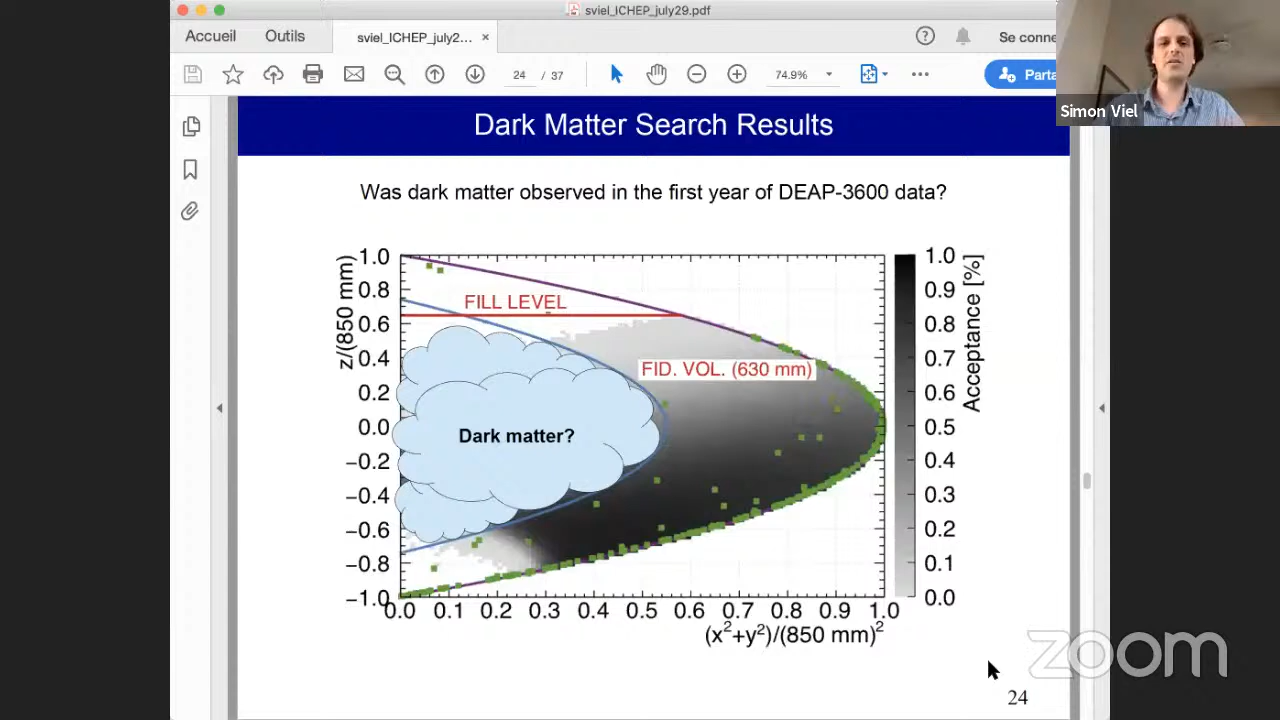 sviel_ICHEP_july29.pdf
Accueil
Outils
sviel_ICHEP_july2...
×
?
Se conne
24 / 37
74.9%
Parta
Simon Viel
Dark Matter Search Results
Was dark matter observed in the first year of DEAP-3600 data?
z/(850 mm)
1.0
0.8
0.6
0.4
0.2
0.0
−0.2
−0.4
−0.6
−0.8
−1.0
FILL LEVEL
FID. VOL. (630 mm)
Dark matter?
0.0 0.1 0.2 0.3 0.4 0.5 0.6 0.7 0.8 0.9 1.0
(x²+y²)/(850 mm)²
1.0
0.9
0.8
0.7
0.6
0.5
0.4
0.3
0.2
0.1
0.0
Acceptance [%]
zoom
24